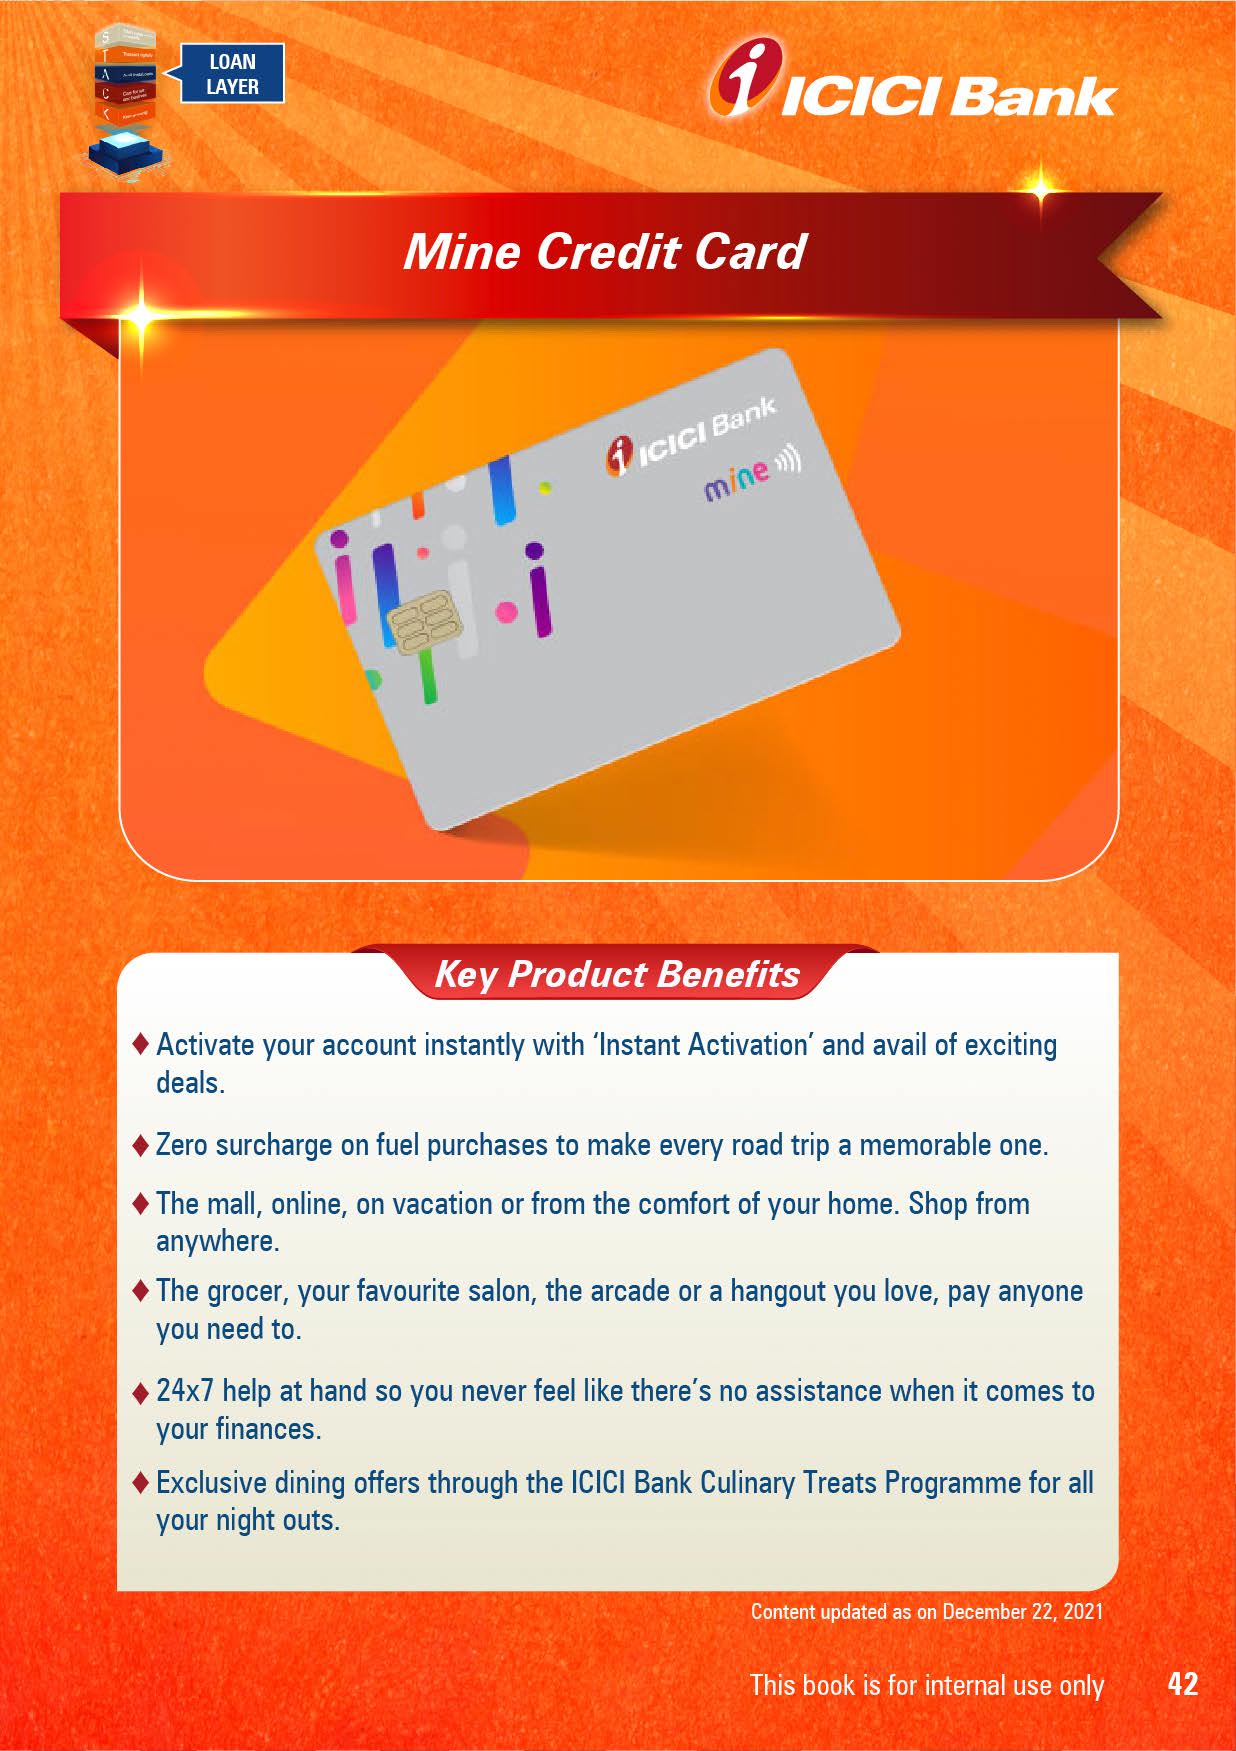 S
T
A
C
K
LOAN
LAYER
ICICI Bank
Mine Credit Card
ICICI Bank
mine
Key Product Benefits
Activate your account instantly with ‘Instant Activation’ and avail of exciting
deals.
Zero surcharge on fuel purchases to make every road trip a memorable one.
The mall, online, on vacation or from the comfort of your home. Shop from
anywhere.
The grocer, your favourite salon, the arcade or a hangout you love, pay anyone
you need to.
24x7 help at hand so you never feel like there’s no assistance when it comes to
your finances.
Exclusive dining offers through the ICICI Bank Culinary Treats Programme for all
your night outs.
Content updated as on December 22, 2021
This book is for internal use only 42